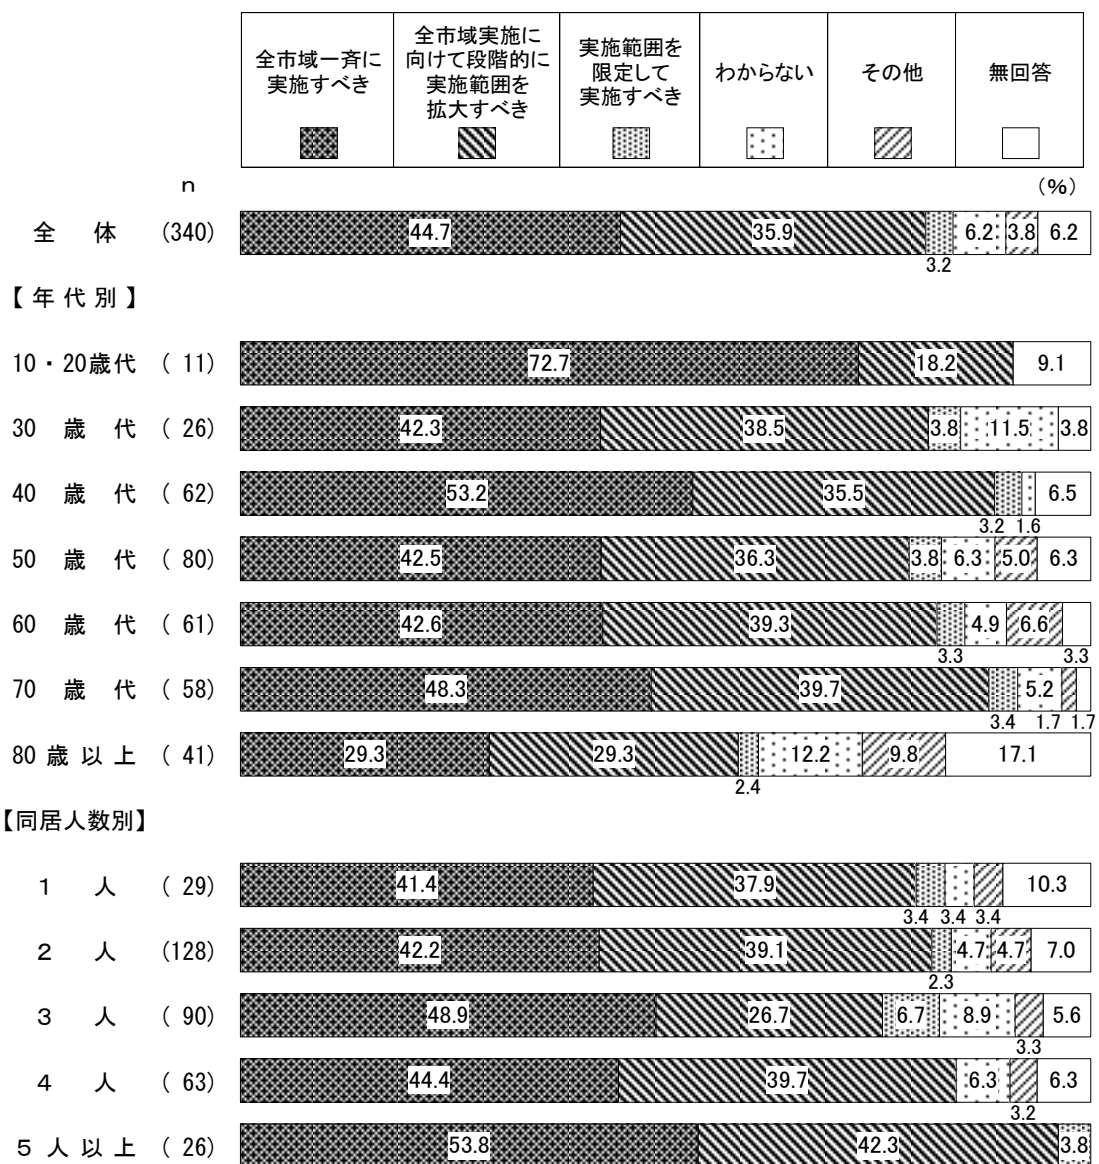 全市域一斉に
実施すべき
全市域実施に
向けて段階的に
実施範囲を
拡大すべき
実施範囲を
限定して
実施すべき
わからない
その他
無回答
n
(%)
全 体 (340) 44.7 35.9 6.2 3.8 6.2
3.2
【年代別】
10・20歳代 ( 11) 72.7 18.2 9.1
30 歳 代 ( 26) 42.3 38.5 3.8 11.5 3.8
40 歳 代 ( 62) 53.2 35.5 6.5
3.2 1.6
50 歳 代 ( 80) 42.5 36.3 3.8 6.3 5.0 6.3
60 歳 代 ( 61) 42.6 39.3 4.9 6.6
3.3 3.3
70 歳 代 ( 58) 48.3 39.7 5.2
3.4 1.7 1.7
80 歳 以 上 ( 41) 29.3 29.3 12.2 9.8 17.1
2.4
【同居人数別】
1 人 ( 29) 41.4 37.9 10.3
3.4 3.4 3.4
2 人 (128) 42.2 39.1 4.7 4.7 7.0
2.3
3 人 ( 90) 48.9 26.7 6.7 8.9 5.6
3.3
4 人 ( 63) 44.4 39.7 6.3 6.3
3.2
5 人 以 上 ( 26) 53.8 42.3 3.8